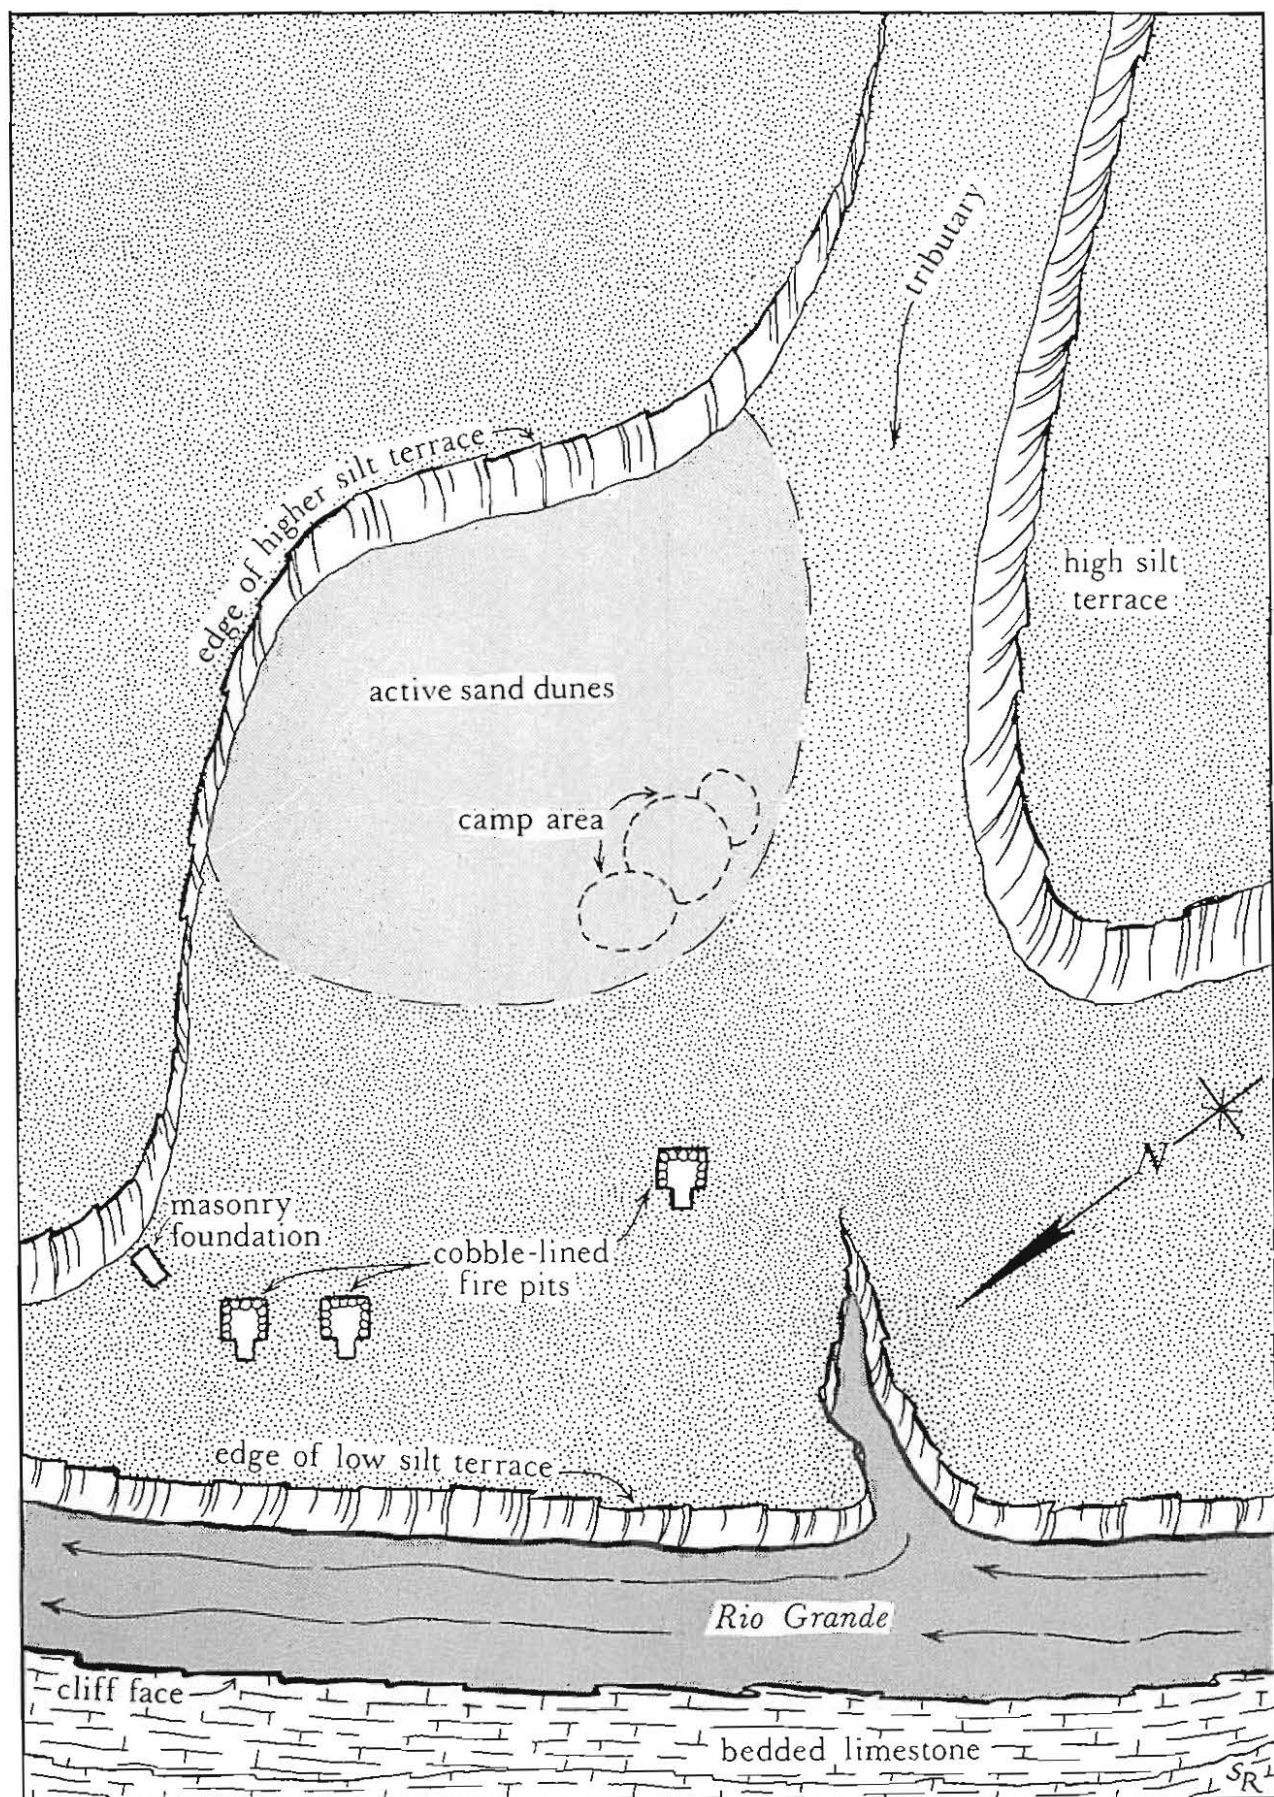 tributary
edge of higher silt terrace
high silt
terrace
active sand dunes
camp area
N
masonry
foundation
cobble-lined
fire pits
edge of low silt terrace
Rio Grande
cliff face
bedded limestone
SR